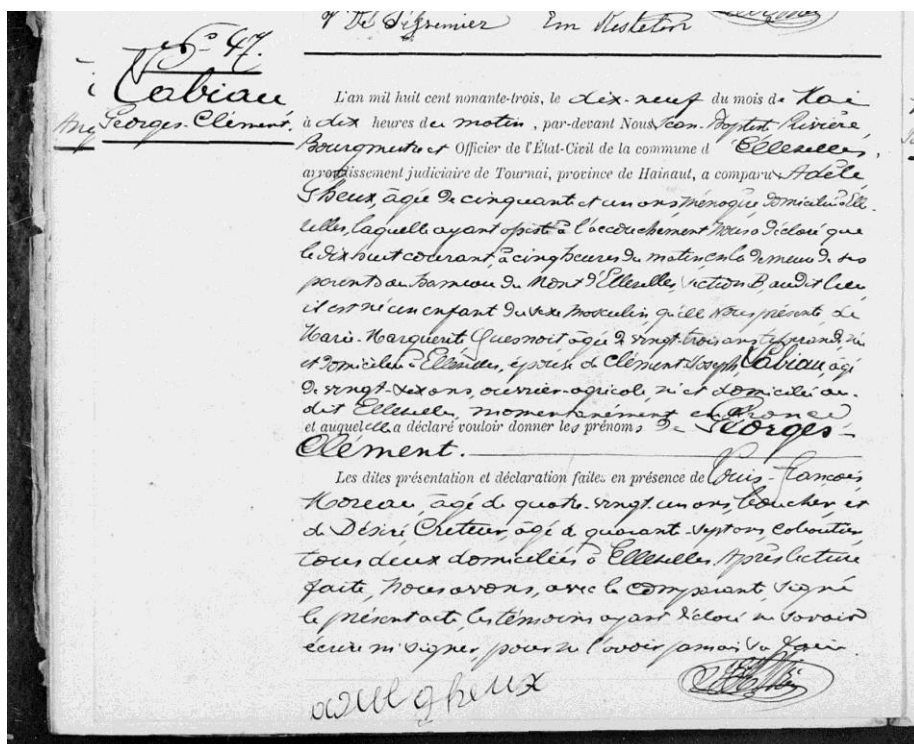 V. De Em
N° 47.
Cabiau
Georges-Clément.
L'an mil huit cent nonante-trois, le dix-neuf du mois de Mai
à dix heures du matin, par-devant Nous Jean-Baptiste Rivière,
Bourgmestre et Officier de l'État-Civil de la commune d'Ellezelles,
arrondissement judiciaire de Tournai, province de Hainaut, a comparu Adèle
Gheux, âgée de cinquante et un ans, ménagère, domiciliée à Elle-
zelles, laquelle ayant assisté à l'accouchement Nous a déclaré que
le dix huit courant, à cinq heures du matin, en la demeure de ses
parents au hameau du Mont d'Ellezelles, section B, audit lieu
il est né un enfant du sexe masculin, qu'elle Nous présente, de
Marie-Marguerite Quesnoit âgée de vingt-trois ans, née
et domiciliée à Ellezelles, épouse de Clément Joseph Cabiau, âgé
de vingt-six ans, ouvrier-agricole, né et domicilié au-
dit Ellezelles, momentanément en France
et auquel elle a déclaré vouloir donner les prénoms de Georges-
Clément.
Les dites présentation et déclaration faites en présence de Louis-François
Moreau, âgé de quatre-vingt-un ans, boucher, et
de Désiré Creteur, âgé de quarante-sept ans, cabaretier,
tous deux domiciliés à Ellezelles. Après lecture
faite, Nous avons, avec la comparant, signé
le présent acte, les témoins ayant déclaré ne savoir
écrire ni signer, pour ne l'avoir jamais su faire.
adele gheux